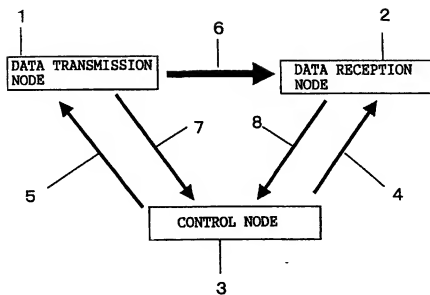 1
2
6
DATA TRANSMISSION
NODE
DATA RECEPTION
NODE
7
8
5
4
CONTROL NODE
3